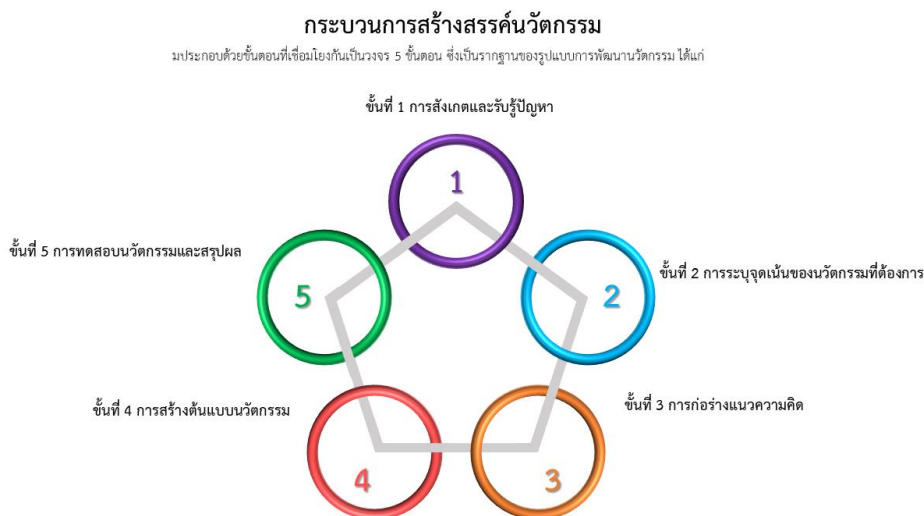 กระบวนการสร้างสรรค์นวัตกรรม
มประกอบด้วยขั้นตอนที่เชื่อมโยงกันเป็นวงจร 5 ขั้นตอน ซึ่งเป็นรากฐานของรูปแบบการพัฒนานวัตกรรม ได้แก่
ขั้นที่ 1 การสังเกตและรับรู้ปัญหา
1
ขั้นที่ 2 การระบุจุดเน้นของนวัตกรรมที่ต้องการ
2
ขั้นที่ 3 การก่อร่างแนวความคิด
3
ขั้นที่ 4 การสร้างต้นแบบนวัตกรรม
4
ขั้นที่ 5 การทดสอบนวัตกรรมและสรุปผล
5